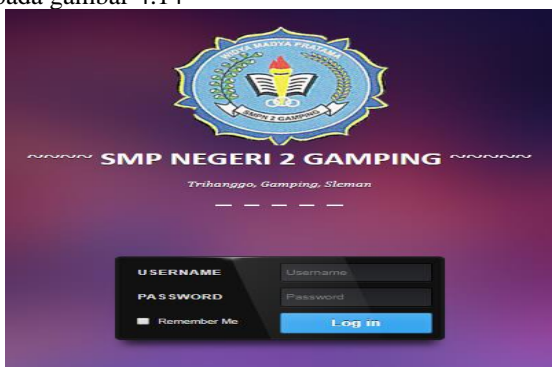 pada gambar 4.14
WIDYA MADYA PRATAMA
SMPN 2 GAMPING
~~~~ SMP NEGERI 2 GAMPING ~~~~~~
Trihanggo, Gamping, Sleman
— — — — —
USERNAME Username
PASSWORD Password
Remember Me Log in